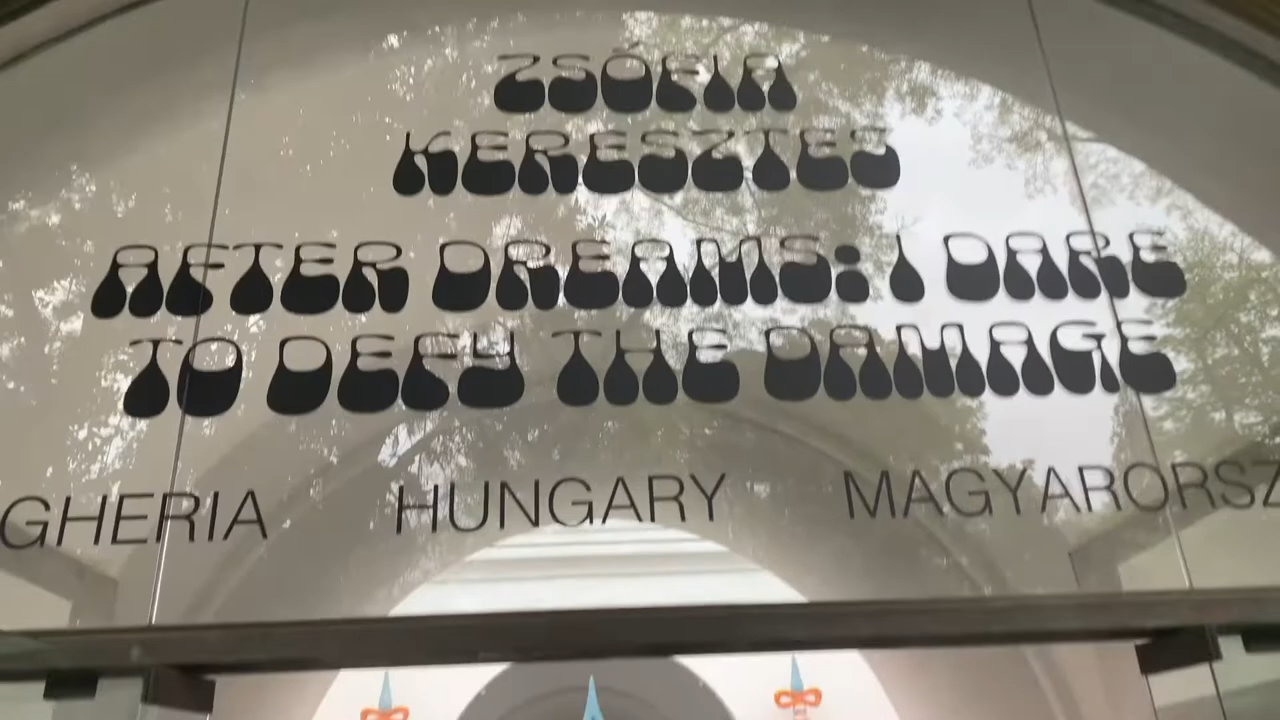 ZSÓFIA
KERESZTES
AFTER DREAMS: I DARE
TO DEFY THE DAMAGE
GHERIA HUNGARY MAGYARORSZ